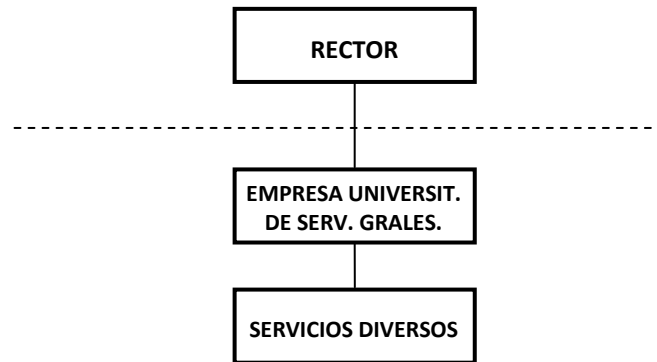 RECTOR
EMPRESA UNIVERSIT.
DE SERV. GRALES.
SERVICIOS DIVERSOS